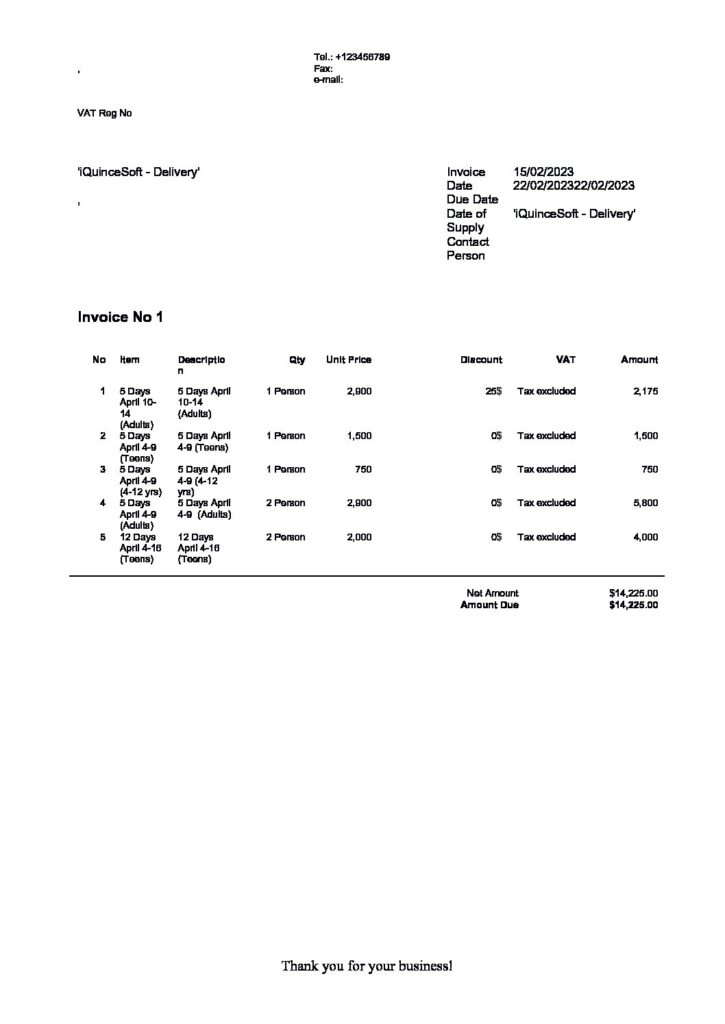 Tel.: +123456789
,
Fax:
e-mail:
VAT Reg No
'iQuinceSoft - Delivery'
,
Invoice 15/02/2023
Date 22/02/202322/02/2023
Due Date
Date of 'iQuinceSoft - Delivery'
Supply
Contact
Person
Invoice No 1
No Item Descriptio Qty Unit Price Discount VAT Amount
n
1 5 Days 5 Days April 1 Person 2,900 25$ Tax excluded 2,175
April 10- 10-14
14 (Adults)
(Adults)
2 5 Days 5 Days April 1 Person 1,500 0$ Tax excluded 1,500
April 4-9 4-9 (Teens)
(Teens)
3 5 Days 5 Days April 1 Person 750 0$ Tax excluded 750
April 4-9 4-9 (4-12
(4-12 yrs) yrs)
4 5 Days 5 Days April 2 Person 2,900 0$ Tax excluded 5,800
April 4-9 4-9 (Adults)
(Adults)
5 12 Days 12 Days 2 Person 2,000 0$ Tax excluded 4,000
April 4-16 April 4-16
(Teens) (Teens)
Net Amount $14,225.00
Amount Due $14,225.00
Thank you for your business!